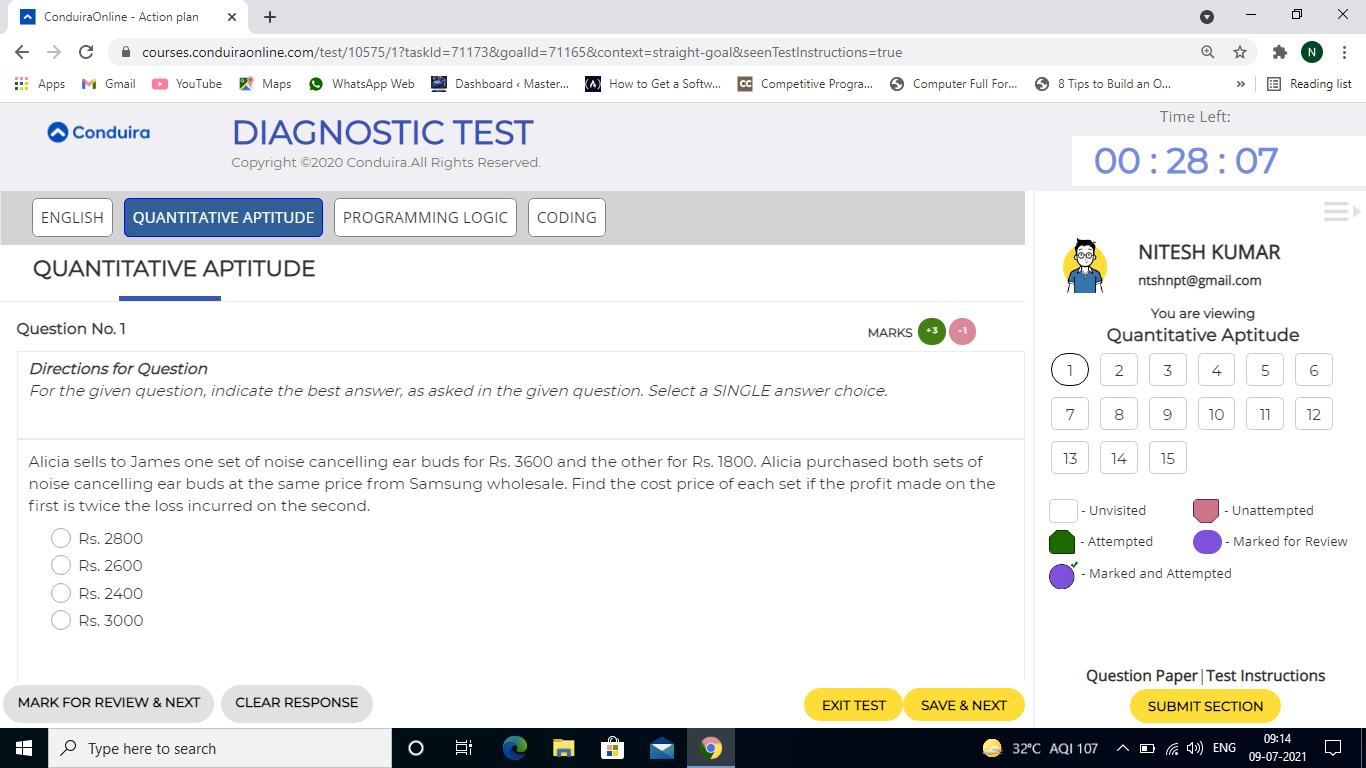 ConduiraOnline - Action plan
courses.conduiraonline.com/test/10575/1?taskId=71173&goalId=71165&context=straight-goal&seenTestInstructions=true
N
Apps Gmail YouTube Maps WhatsApp Web Dashboard ‹ Master... How to Get a Softw... CC Competitive Progra... Computer Full For... 8 Tips to Build an O... » Reading list
Conduira
DIAGNOSTIC TEST
Copyright ©2020 Conduira.All Rights Reserved.
Time Left:
00 : 28 : 07
ENGLISH QUANTITATIVE APTITUDE PROGRAMMING LOGIC CODING
QUANTITATIVE APTITUDE
Question No. 1
MARKS +3 -1
Directions for Question
For the given question, indicate the best answer, as asked in the given question. Select a SINGLE answer choice.
Alicia sells to James one set of noise cancelling ear buds for Rs. 3600 and the other for Rs. 1800. Alicia purchased both sets of
noise cancelling ear buds at the same price from Samsung wholesale. Find the cost price of each set if the profit made on the
first is twice the loss incurred on the second.
Rs. 2800
Rs. 2600
Rs. 2400
Rs. 3000
MARK FOR REVIEW & NEXT CLEAR RESPONSE EXIT TEST SAVE & NEXT
NITESH KUMAR
ntshnpt@gmail.com
You are viewing
Quantitative Aptitude
1 2 3 4 5 6
7 8 9 10 11 12
13 14 15
- Unvisited - Unattempted
- Attempted - Marked for Review
- Marked and Attempted
Question Paper|Test Instructions
SUBMIT SECTION
Type here to search
32°C AQI 107 ENG
09:14
09-07-2021